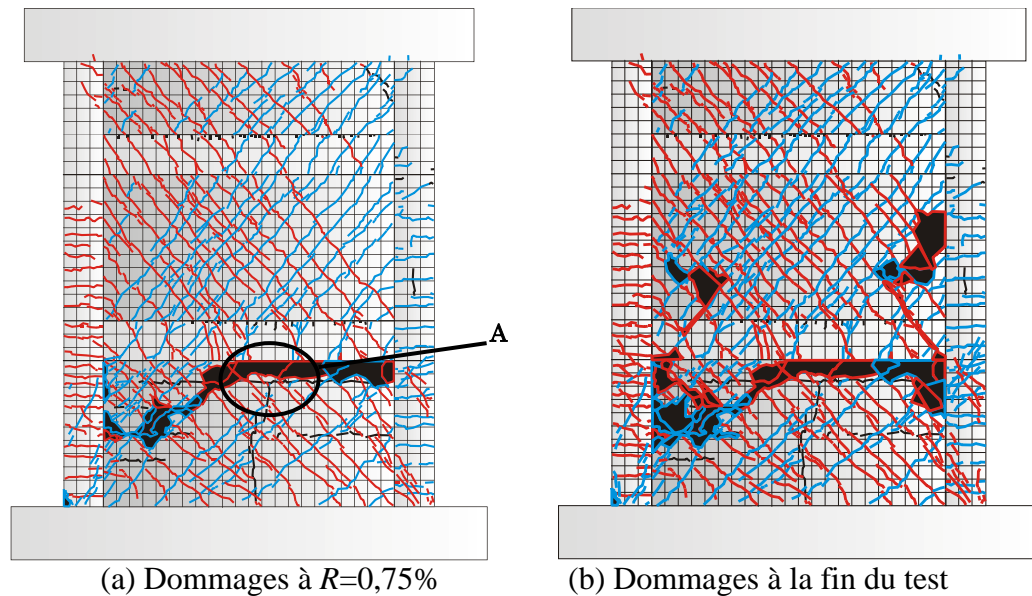 A
(a) Dommages à R=0,75%
(b) Dommages à la fin du test